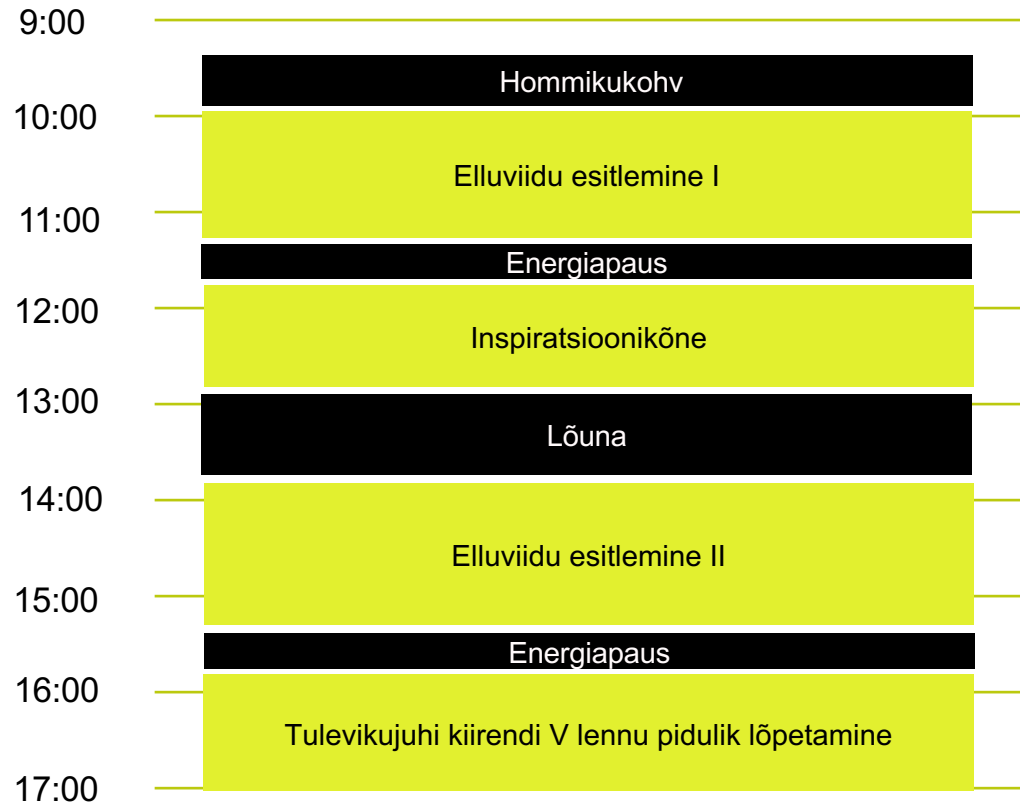 9:00
Hommikukohv
10:00
Elluviidu esitlemine I
11:00
Energiapaus
12:00
Inspiratsioonikõne
13:00
Lõuna
14:00
Elluviidu esitlemine II
15:00
Energiapaus
16:00
Tulevikujuhi kiirendi V lennu pidulik lõpetamine
17:00